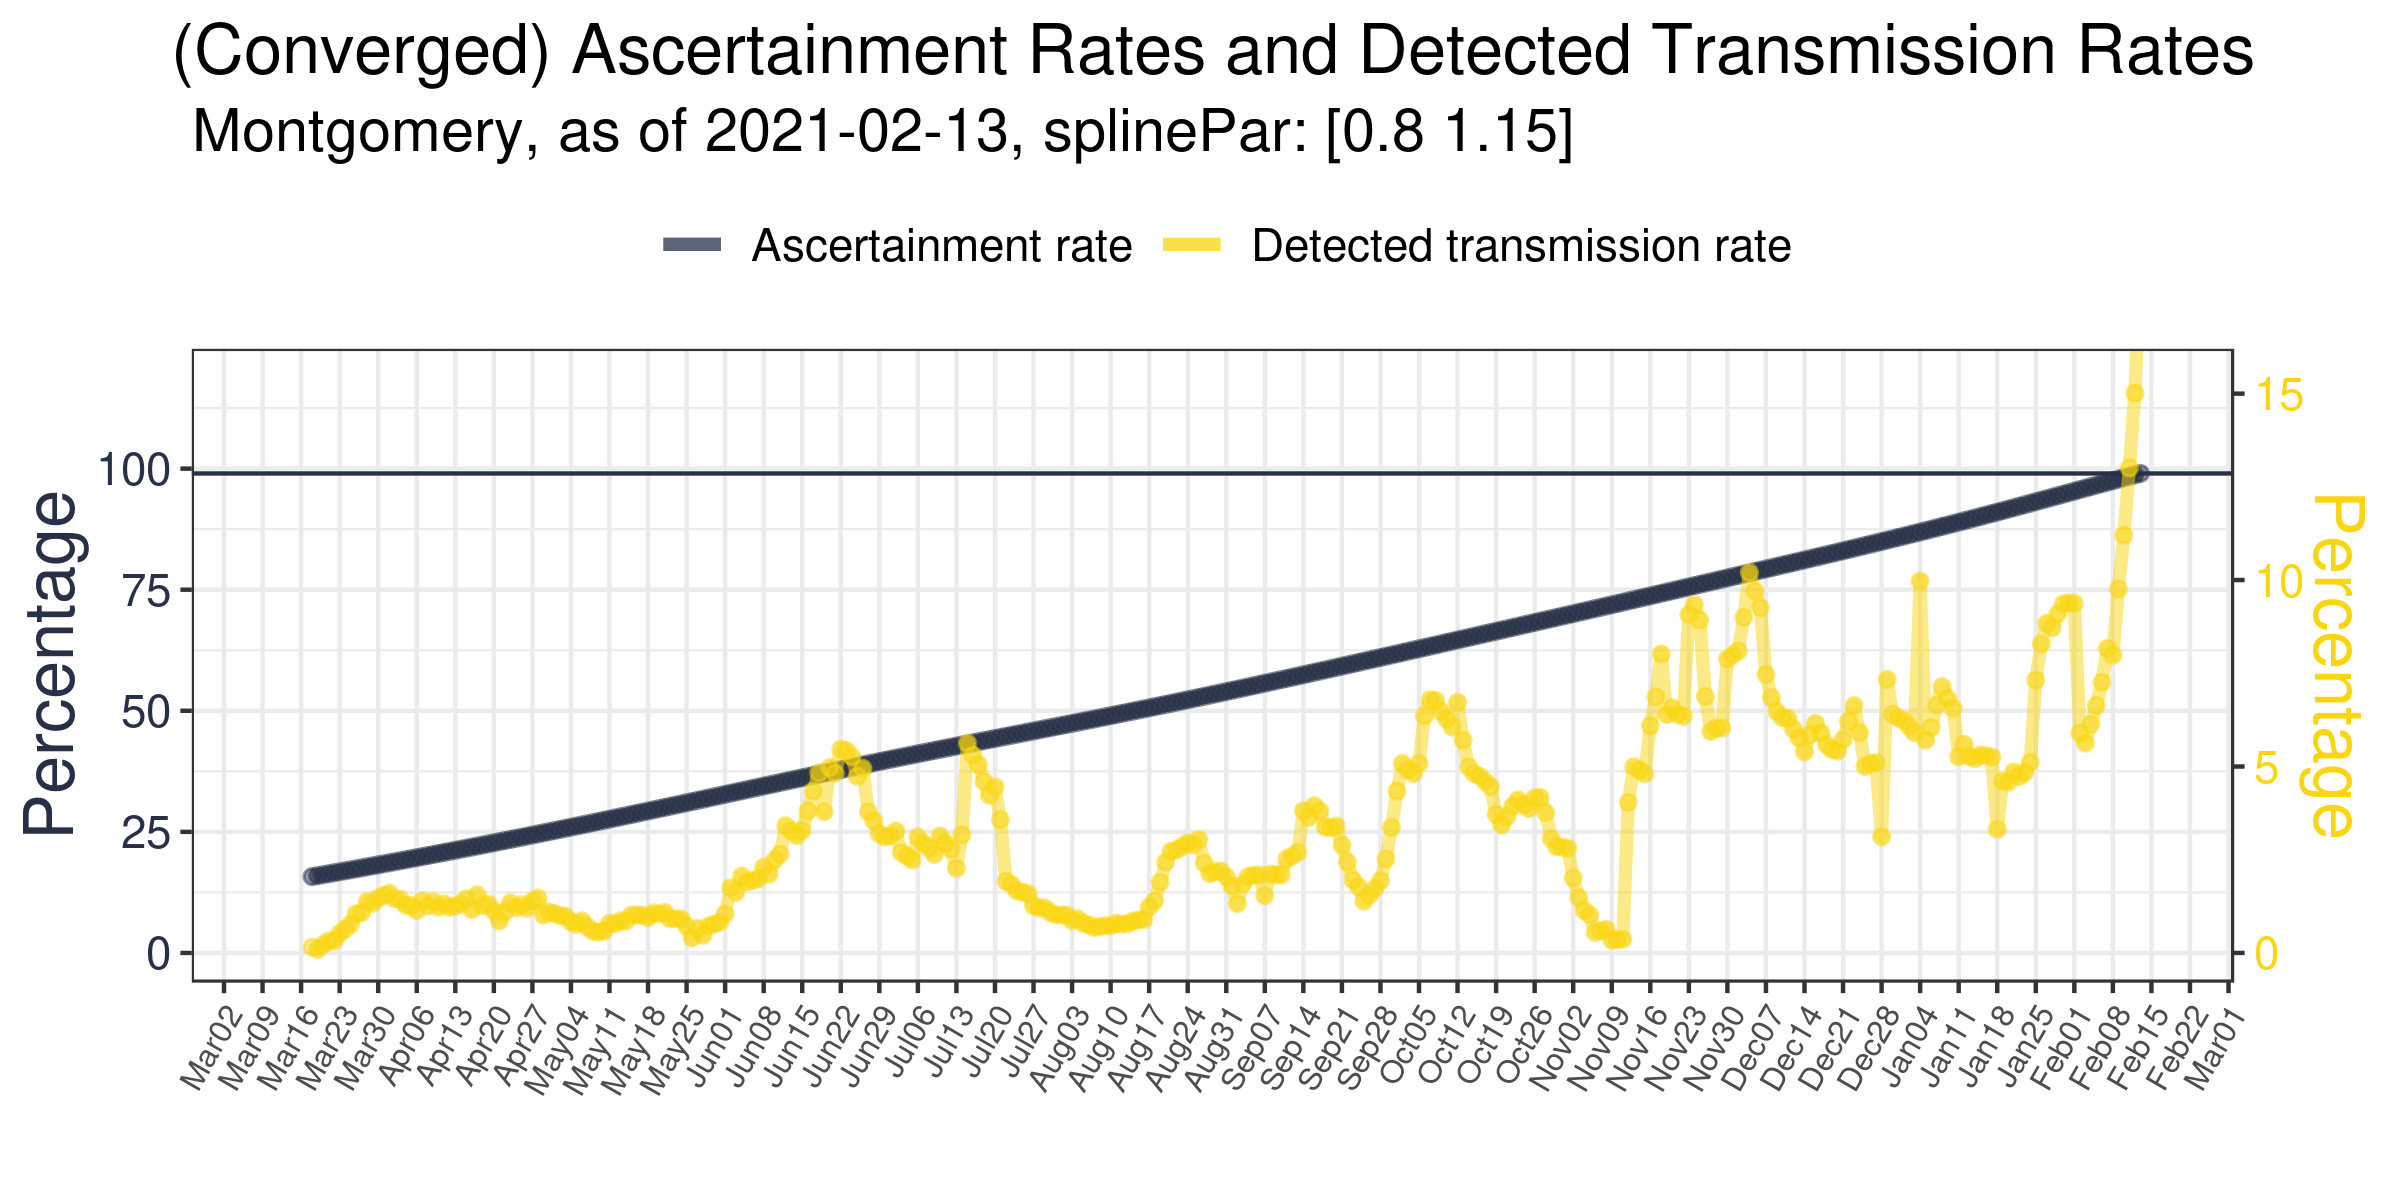 (Converged) Ascertainment Rates and Detected Transmission Rates
Montgomery, as of 2021-02-13, splinePar: [0.8 1.15]
Ascertainment rate
Detected transmission rate
Percentage
100
75
50
25
0
15
10
5
0
Percentage
Mar02
Mar09
Mar16
Mar23
Mar30
Apr06
Apr13
Apr20
Apr27
May04
May11
May18
May25
Jun01
Jun08
Jun15
Jun22
Jun29
Jul06
Jul13
Jul20
Jul27
Aug03
Aug10
Aug17
Aug24
Aug31
Sep07
Sep14
Sep21
Sep28
Oct05
Oct12
Oct19
Oct26
Nov02
Nov09
Nov16
Nov23
Nov30
Dec07
Dec14
Dec21
Dec28
Jan04
Jan11
Jan18
Jan25
Feb01
Feb08
Feb15
Feb22
Mar01